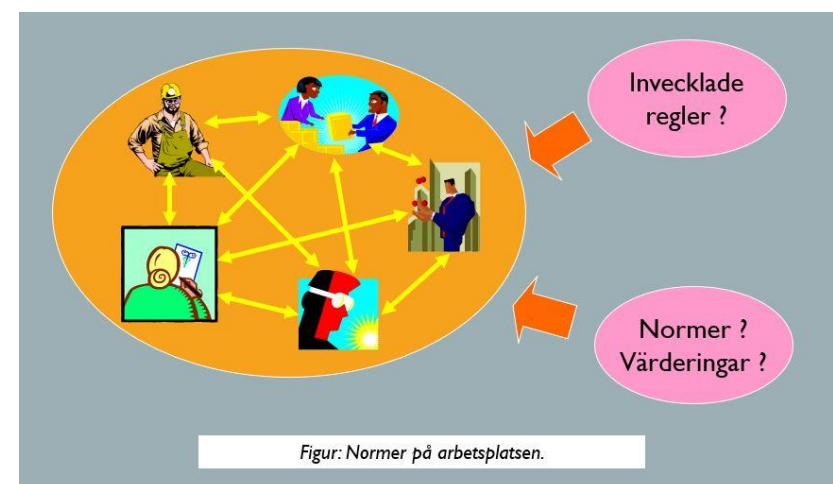 Invecklade
regler ?
Normer ?
Värderingar ?
Figur: Normer på arbetsplatsen.